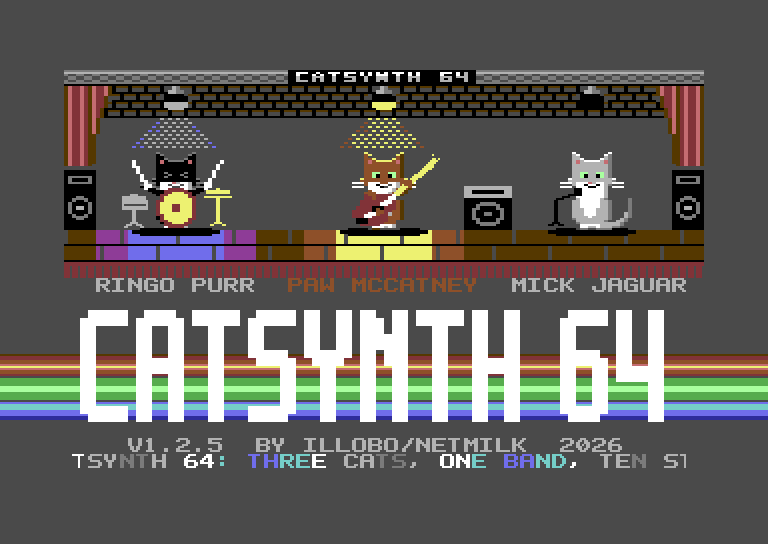 CATSYNTH 64
RINGO PURR PAW MCCATNEY MICK JAGUAR
CATSYNTH 64
V1.2.5 BY ILLOBO/NETMILK 2026
TSYNTH 64: THREE CATS, ONE BAND, TEN